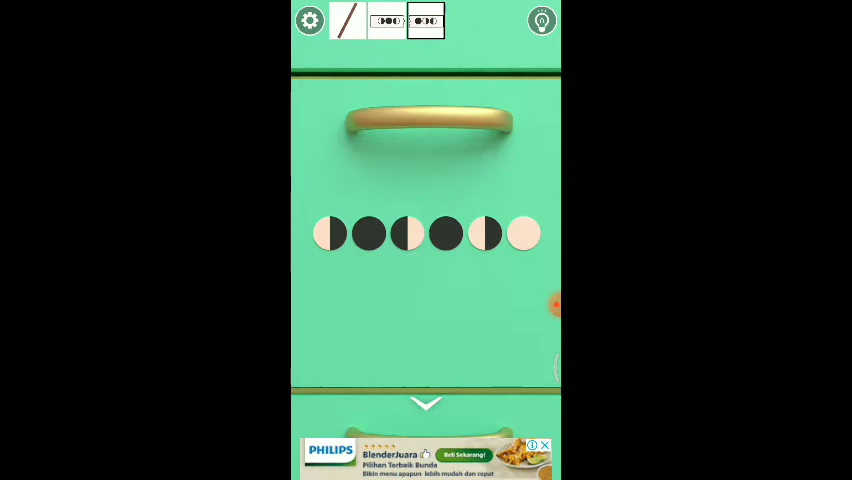 PHILIPS
BlenderJuara
Pilihan Terbaik Bunda
Bikin menu apapun lebih mudah dan cepat
Beli Sekarang!